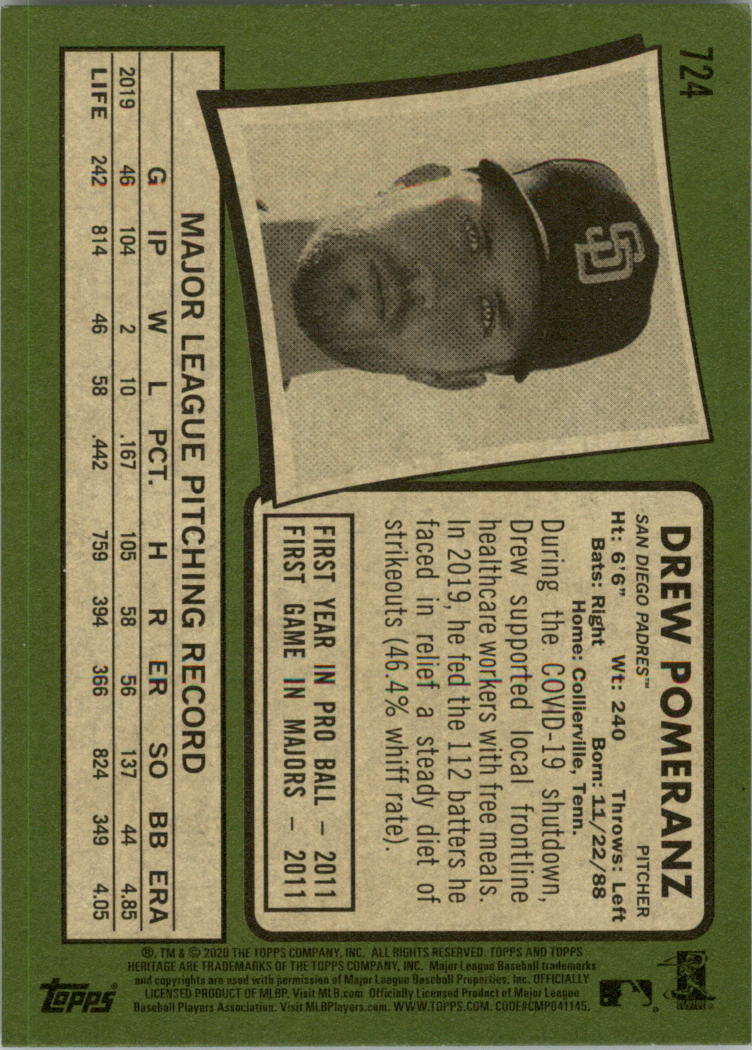 724
SD
DREW POMERANZ
SAN DIEGO PADRES™ PITCHER
Ht: 6'6" Wt: 240 Throws: Left
Bats: Right Born: 11/22/88
Home: Collierville, Tenn.
During the COVID-19 shutdown,
Drew supported local frontline
healthcare workers with free meals.
In 2019, he fed the 112 batters he
faced in relief a steady diet of
strikeouts (46.4% whiff rate).
FIRST YEAR IN PRO BALL – 2011
FIRST GAME IN MAJORS – 2011
MAJOR LEAGUE PITCHING RECORD
G IP W L PCT. H R ER SO BB ERA
2019 46 104 2 10 .167 105 58 56 137 44 4.85
LIFE 242 814 46 58 .442 759 394 366 824 349 4.05
®, TM & © 2020 THE TOPPS COMPANY, INC. ALL RIGHTS RESERVED. TOPPS AND TOPPS
HERITAGE ARE TRADEMARKS OF THE TOPPS COMPANY, INC. Major League Baseball trademarks
and copyrights are used with permission of Major League Baseball Properties, Inc. OFFICIALLY
LICENSED PRODUCT OF MLBP. Visit MLB.com. Officially Licensed Product of Major League
Baseball Players Association. Visit MLBPlayers.com. WWW.TOPPS.COM. CODE#CMP041145.
topps